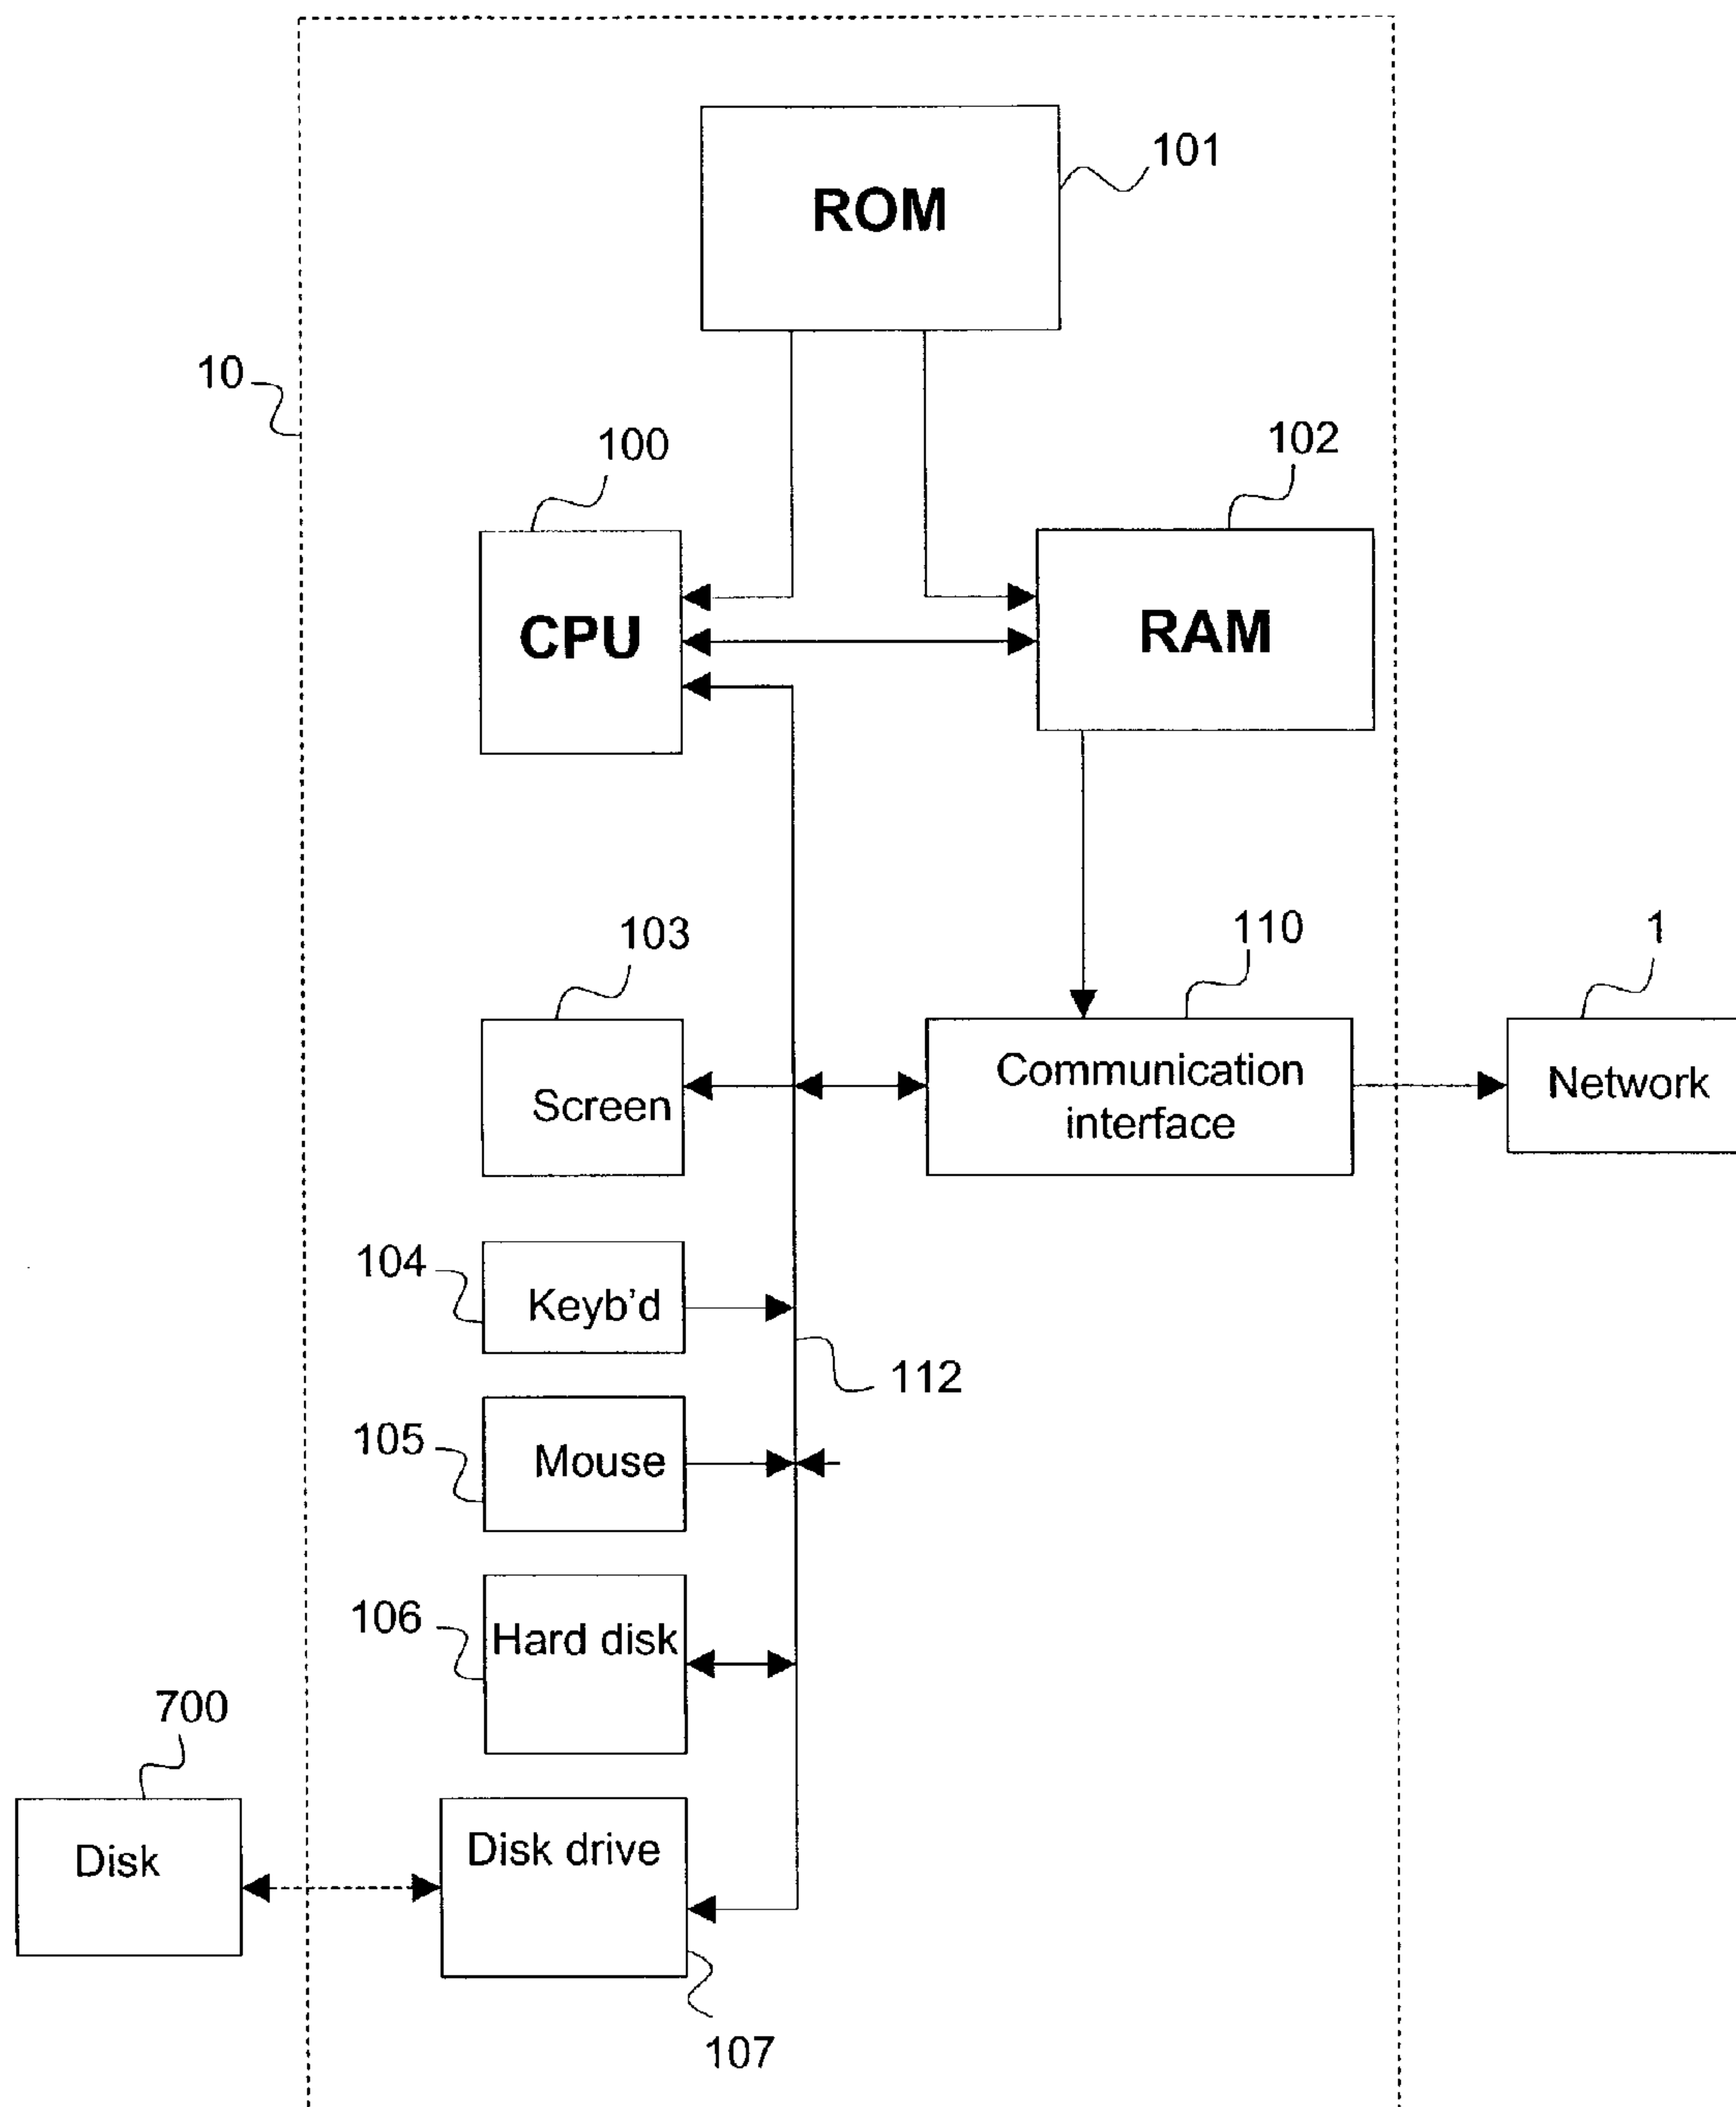 101
ROM
10
100
102
CPU
RAM
103
110
1
Screen
Communication
interface
Network
104
Keyb'd
112
105
Mouse
106
Hard disk
700
Disk
Disk drive
107